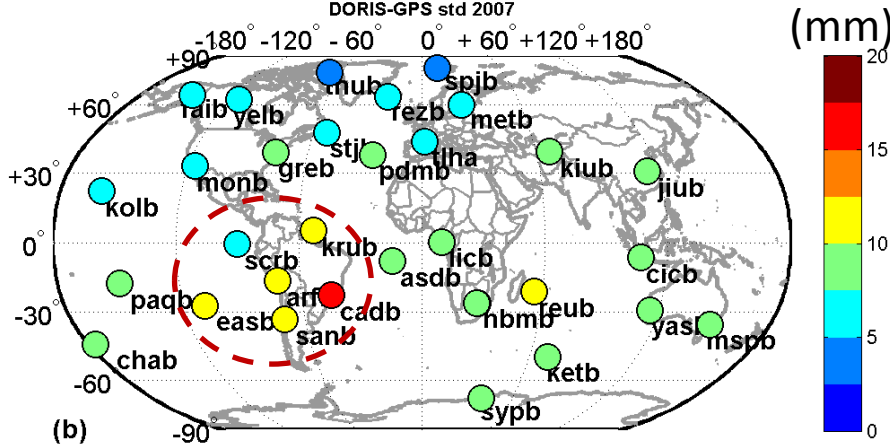 DORIS-GPS std 2007
(mm)
-180° -120° -60° 0° +60° +120° +180°
+90°
+60°
+30°
0°
-30°
-60
-90°
thub
spjb
faib
yelb
rezb
metb
stjb
tlha
greb
pdmb
kiub
monb
jiub
kolb
krub
scrb
licb
asdb
cicb
paqb
arfb
cadb
reub
easb
hbmb
sanb
yasb
mspb
chab
ketb
sypb
(b)
20
15
10
5
0